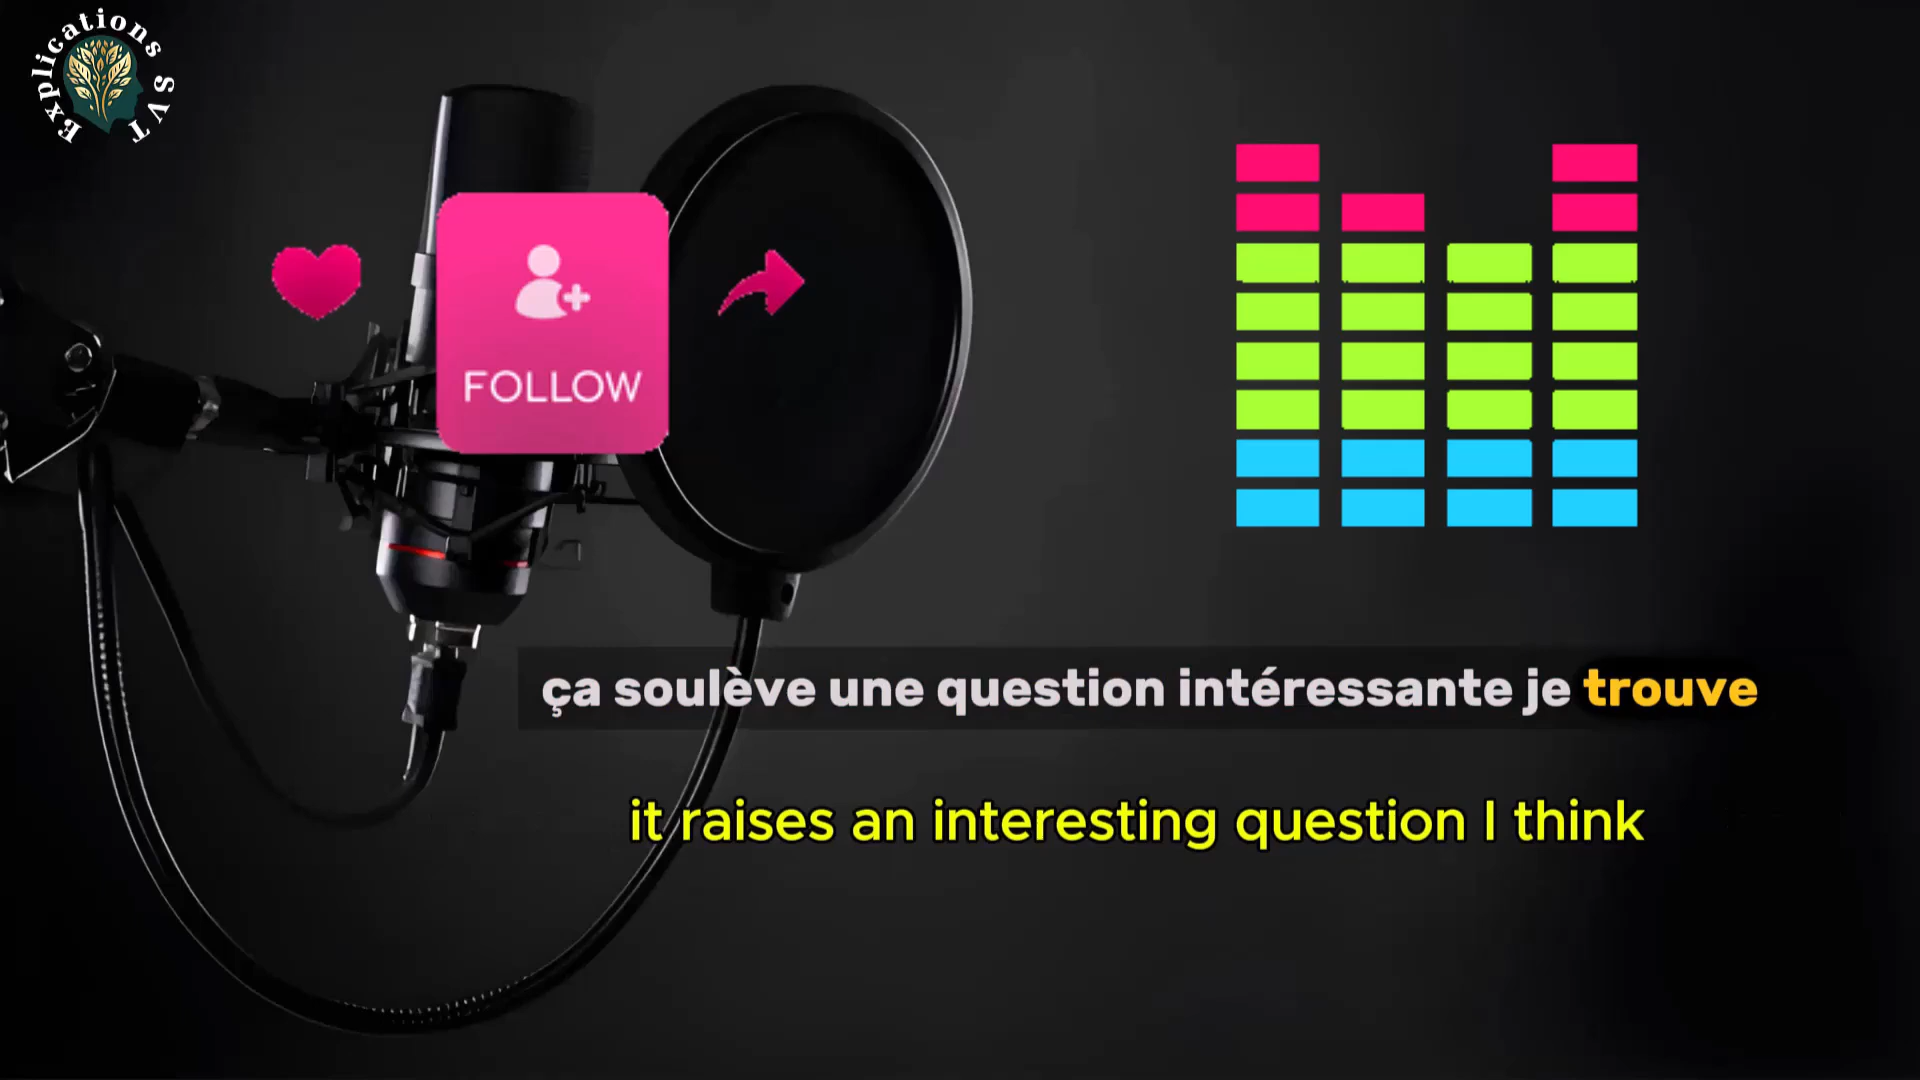 Explications SVT
FOLLOW
ça soulève une question intéressante je trouve
it raises an interesting question I think